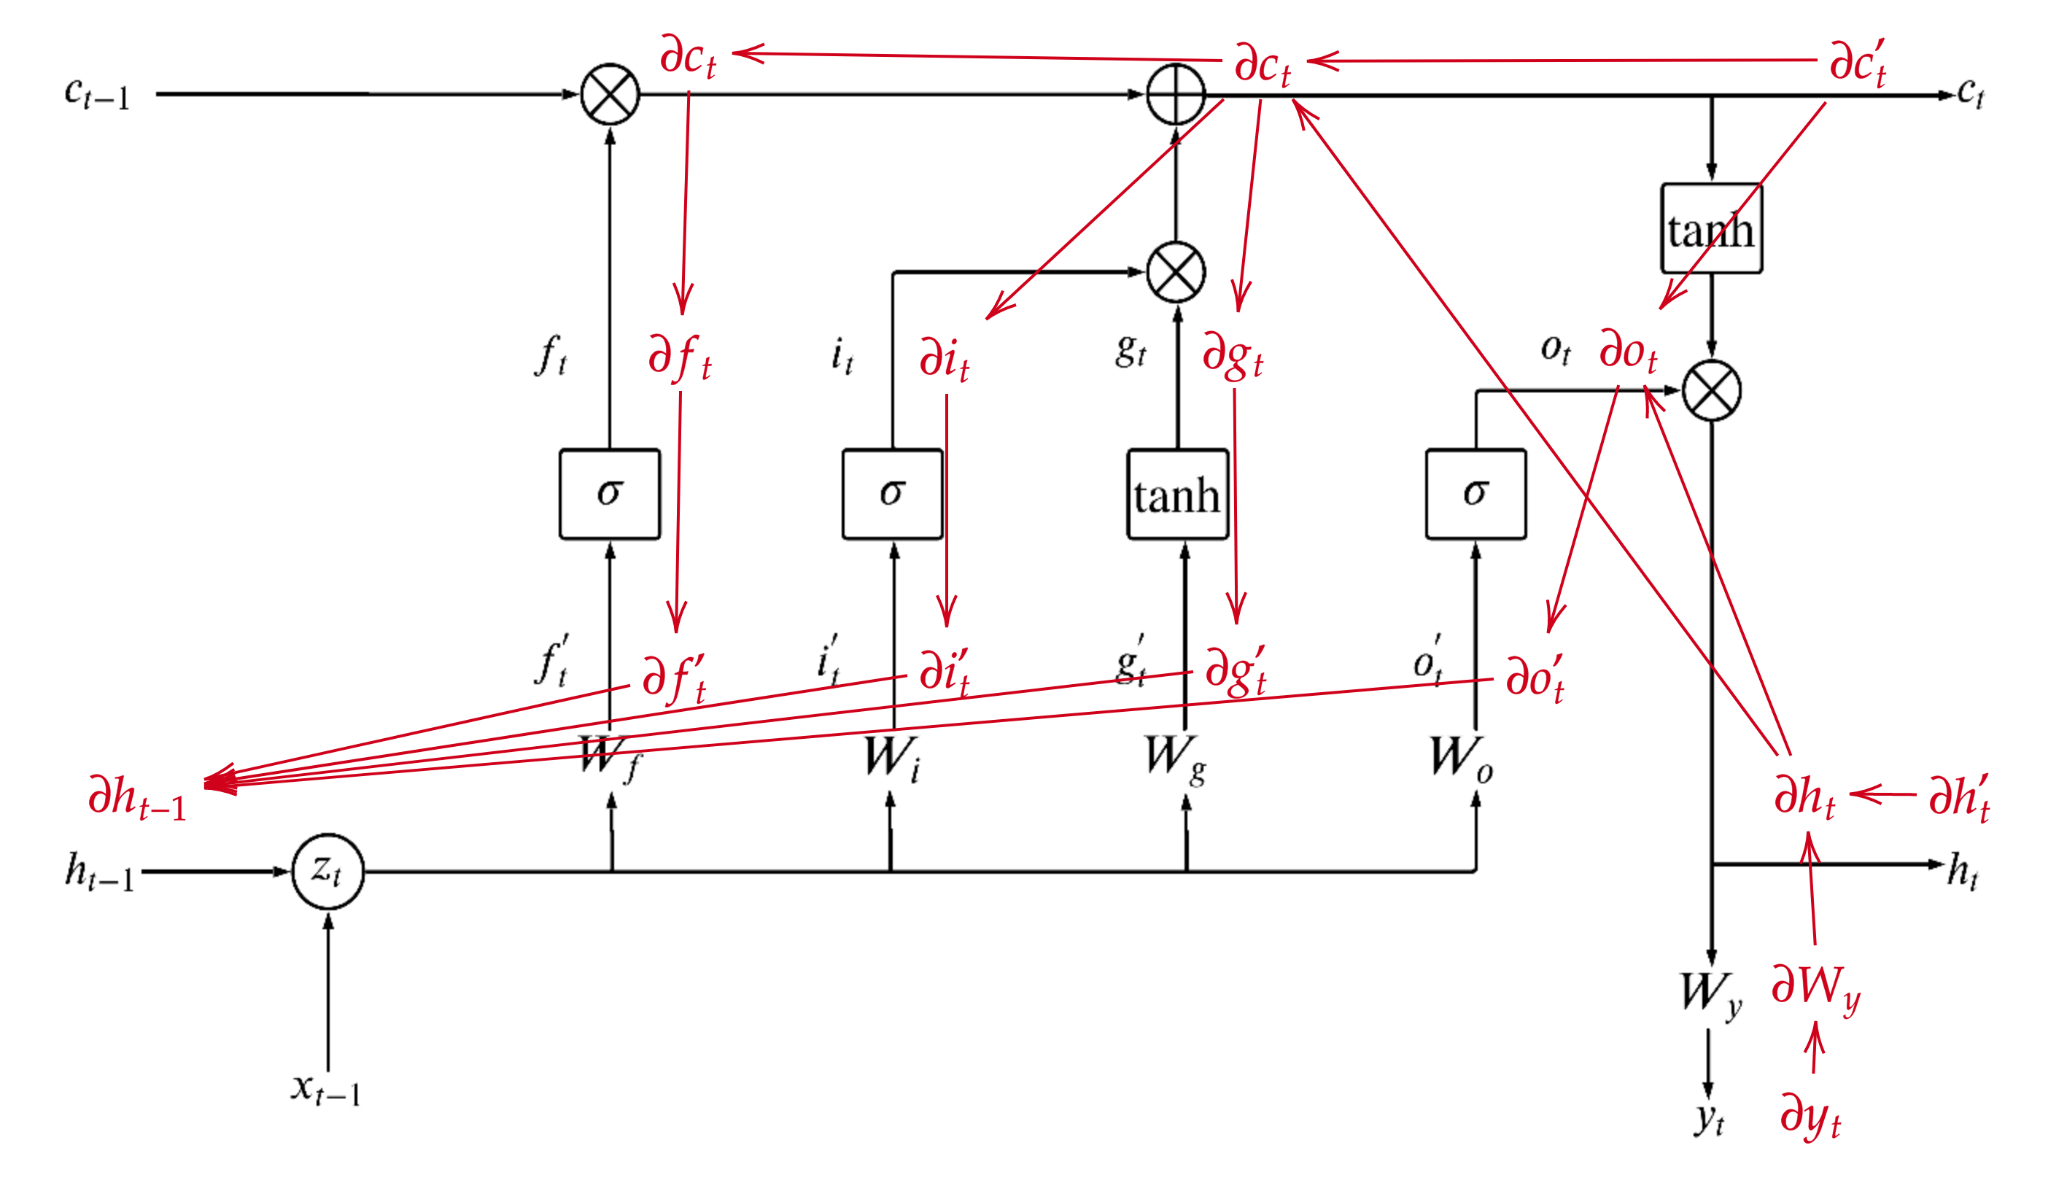 ∂c_t ∂c_t ∂c'_t
c_{t−1} c_t
tanh
f_t ∂f_t i_t ∂i_t g_t ∂g_t o_t ∂o_t
σ σ tanh σ
f'_t ∂f'_t i'_t ∂i'_t g'_t ∂g'_t o'_t ∂o'_t
W_f W_i W_g W_o
∂h_{t−1} ∂h_t ∂h'_t
h_{t−1} z_t h_t
W_y ∂W_y
x_{t−1}
y_t ∂y_t